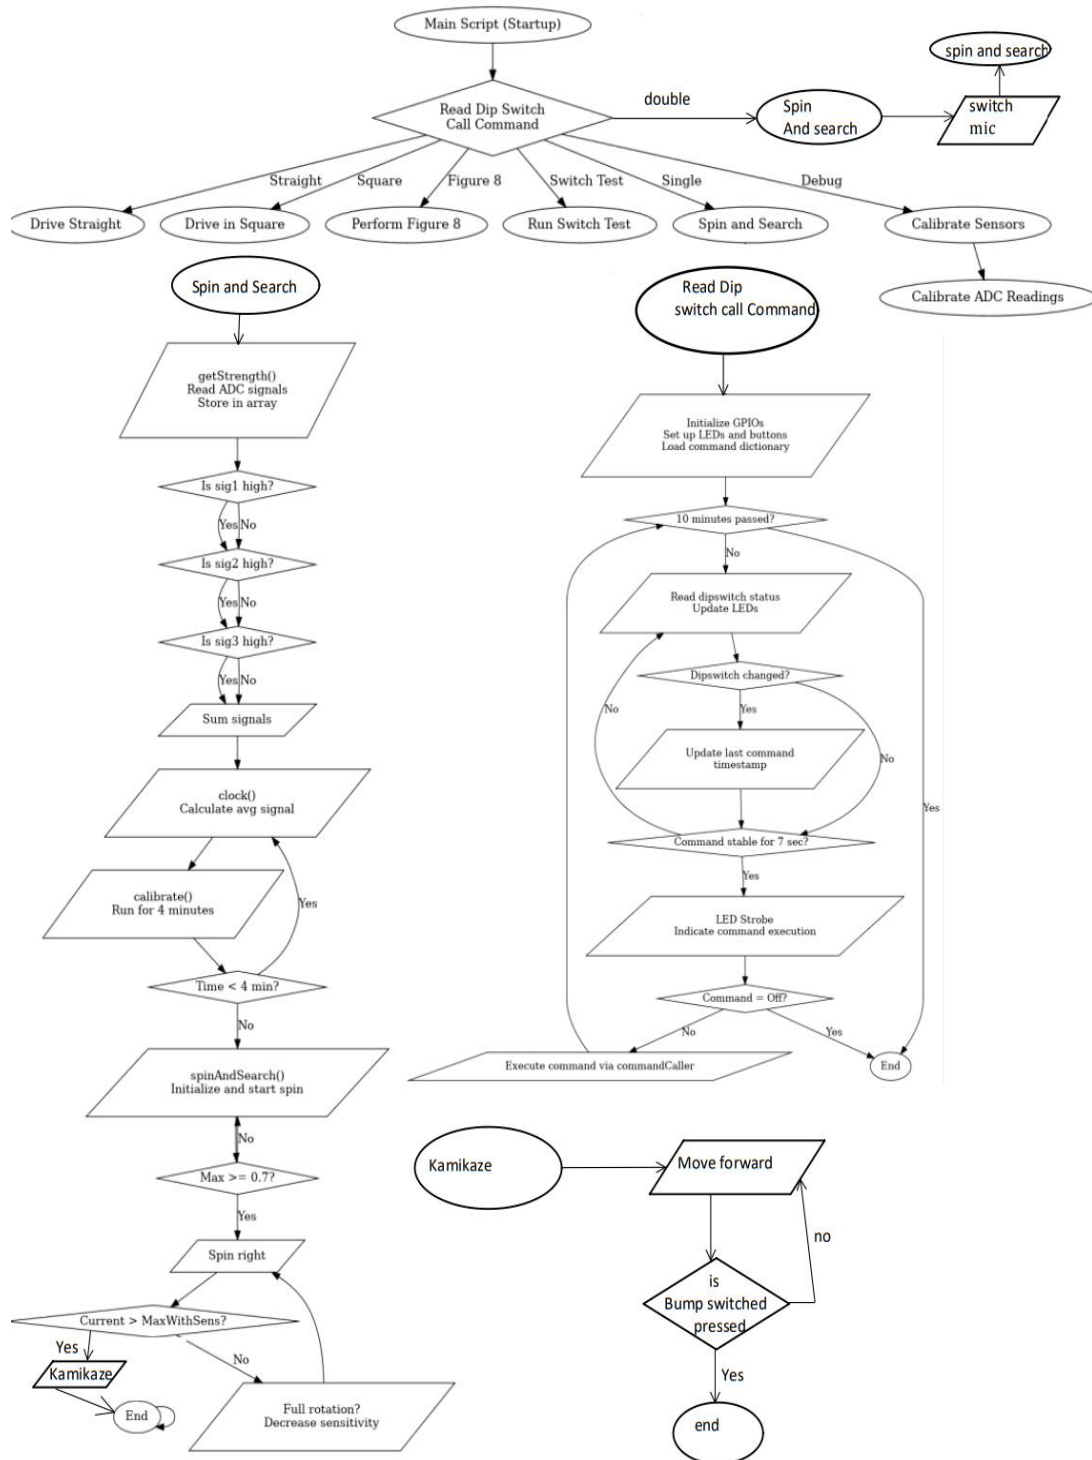 Main Script (Startup)
Read Dip Switch
Call Command
double
Spin
And search
switch
mic
spin and search
Straight
Square
Figure 8
Switch Test
Single
Debug
Drive Straight
Drive in Square
Perform Figure 8
Run Switch Test
Spin and Search
Calibrate Sensors
Calibrate ADC Readings
Spin and Search
getStrength()
Read ADC signals
Store in array
Is sig1 high?
Yes
No
Is sig2 high?
Yes
No
Is sig3 high?
Yes
No
Sum signals
clock()
Calculate avg signal
calibrate()
Run for 4 minutes
Yes
Time < 4 min?
No
spinAndSearch()
Initialize and start spin
No
Max >= 0.7?
Yes
Spin right
Current > MaxWithSens?
Yes
No
Kamikaze
End
Full rotation?
Decrease sensitivity
Read Dip
switch call Command
Initialize GPIOs
Set up LEDs and buttons
Load command dictionary
10 minutes passed?
No
Read dipswitch status
Update LEDs
Dipswitch changed?
No
Yes
Update last command
timestamp
No
Yes
Command stable for 7 sec?
Yes
LED Strobe
Indicate command execution
Command = Off?
No
Yes
Execute command via commandCaller
End
Kamikaze
Move forward
no
is
Bump switched
pressed
Yes
end